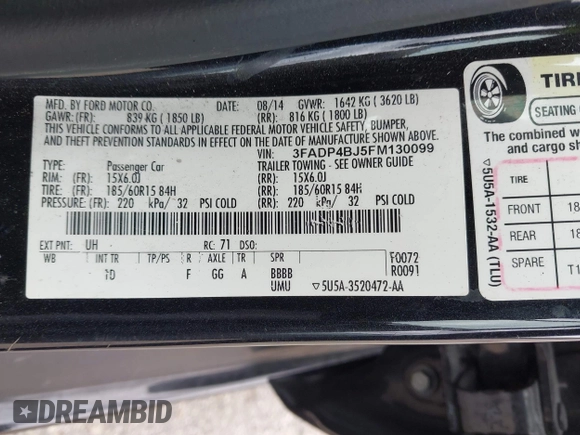 MFD. BY FORD MOTOR CO.
DATE: 08/14 GVWR: 1642 KG ( 3620 LB)
GAWR: (FR): 839 KG ( 1850 LB) (RR): 816 KG ( 1800 LB)
THIS VEHICLE CONFORMS TO ALL APPLICABLE FEDERAL MOTOR VEHICLE SAFETY, BUMPER,
AND THEFT PREVENTION STANDARDS IN EFFECT ON THE DATE OF MANUFACTURE SHOWN ABOVE.
VIN: 3FADP4BJ5FM130099
TYPE: Passenger Car TRAILER TOWING - SEE OWNER GUIDE
RIM: (FR) 15X6.0J (RR): 15X6.0J
TIRE: (FR) 185/60R15 84H (RR): 185/60R15 84H
PRESSURE: (FR) 220 kPa/ 32 PSI COLD (RR): 220 kPa/ 32 PSI COLD
EXT PNT: UH RC: 71 DSO:
WB INT TR TP/PS R AXLE TR SPR F0072
F GG A BBBB R0091
UMU ▽5U5A-3520472-AA
▽5U5A-1532-AA (TLU)
TIRE
SEATING
The combined w
and cargo sh
TIRE
FRONT 18
REAR 18
SPARE T1
DREAMBID